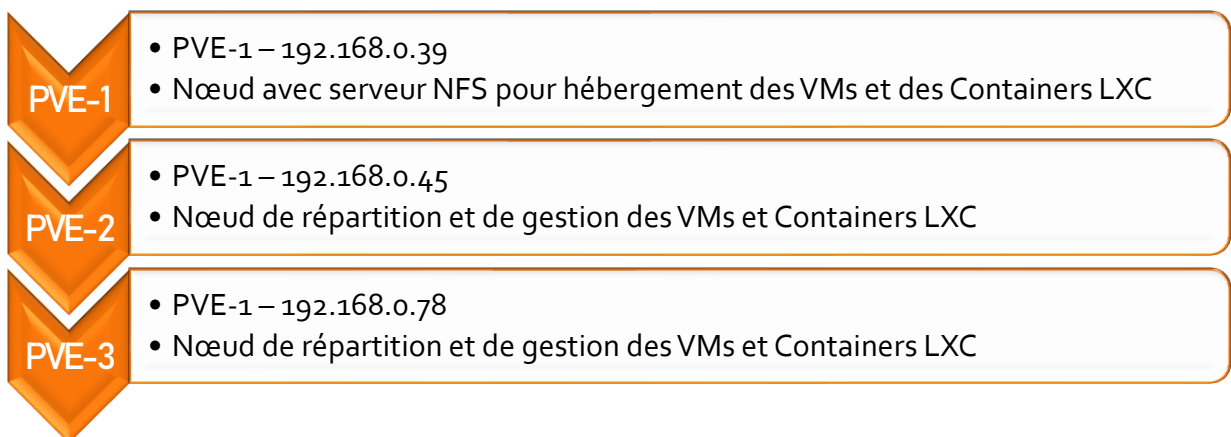 PVE-1
• PVE-1 – 192.168.0.39
• Nœud avec serveur NFS pour hébergement des VMs et des Containers LXC
PVE-2
• PVE-1 – 192.168.0.45
• Nœud de répartition et de gestion des VMs et Containers LXC
PVE-3
• PVE-1 – 192.168.0.78
• Nœud de répartition et de gestion des VMs et Containers LXC